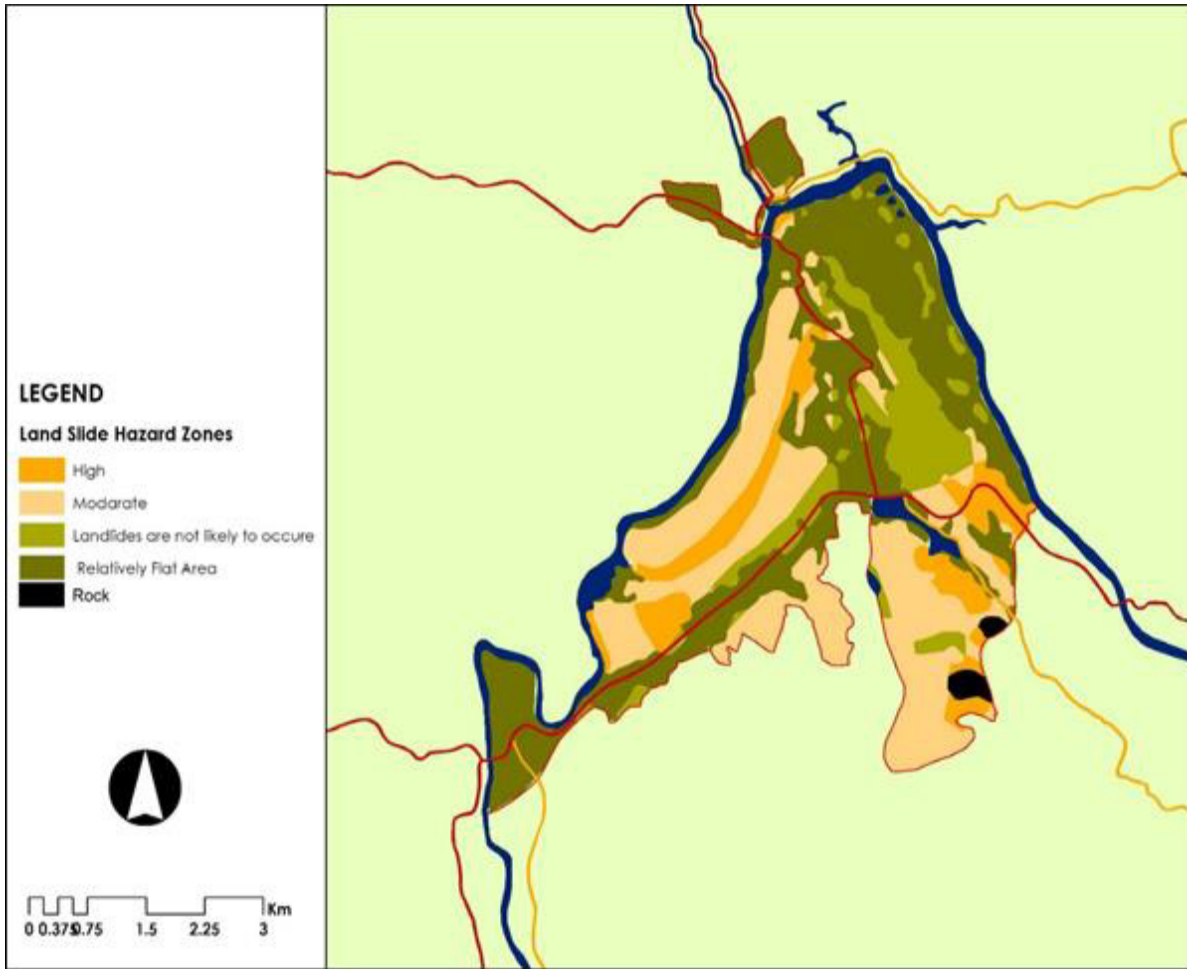 LEGEND
Land Slide Hazard Zones
High
Modarate
Landlides are not likely to occure
Relatively Flat Area
Rock
Km
0 0.375 0.75 1.5 2.25 3